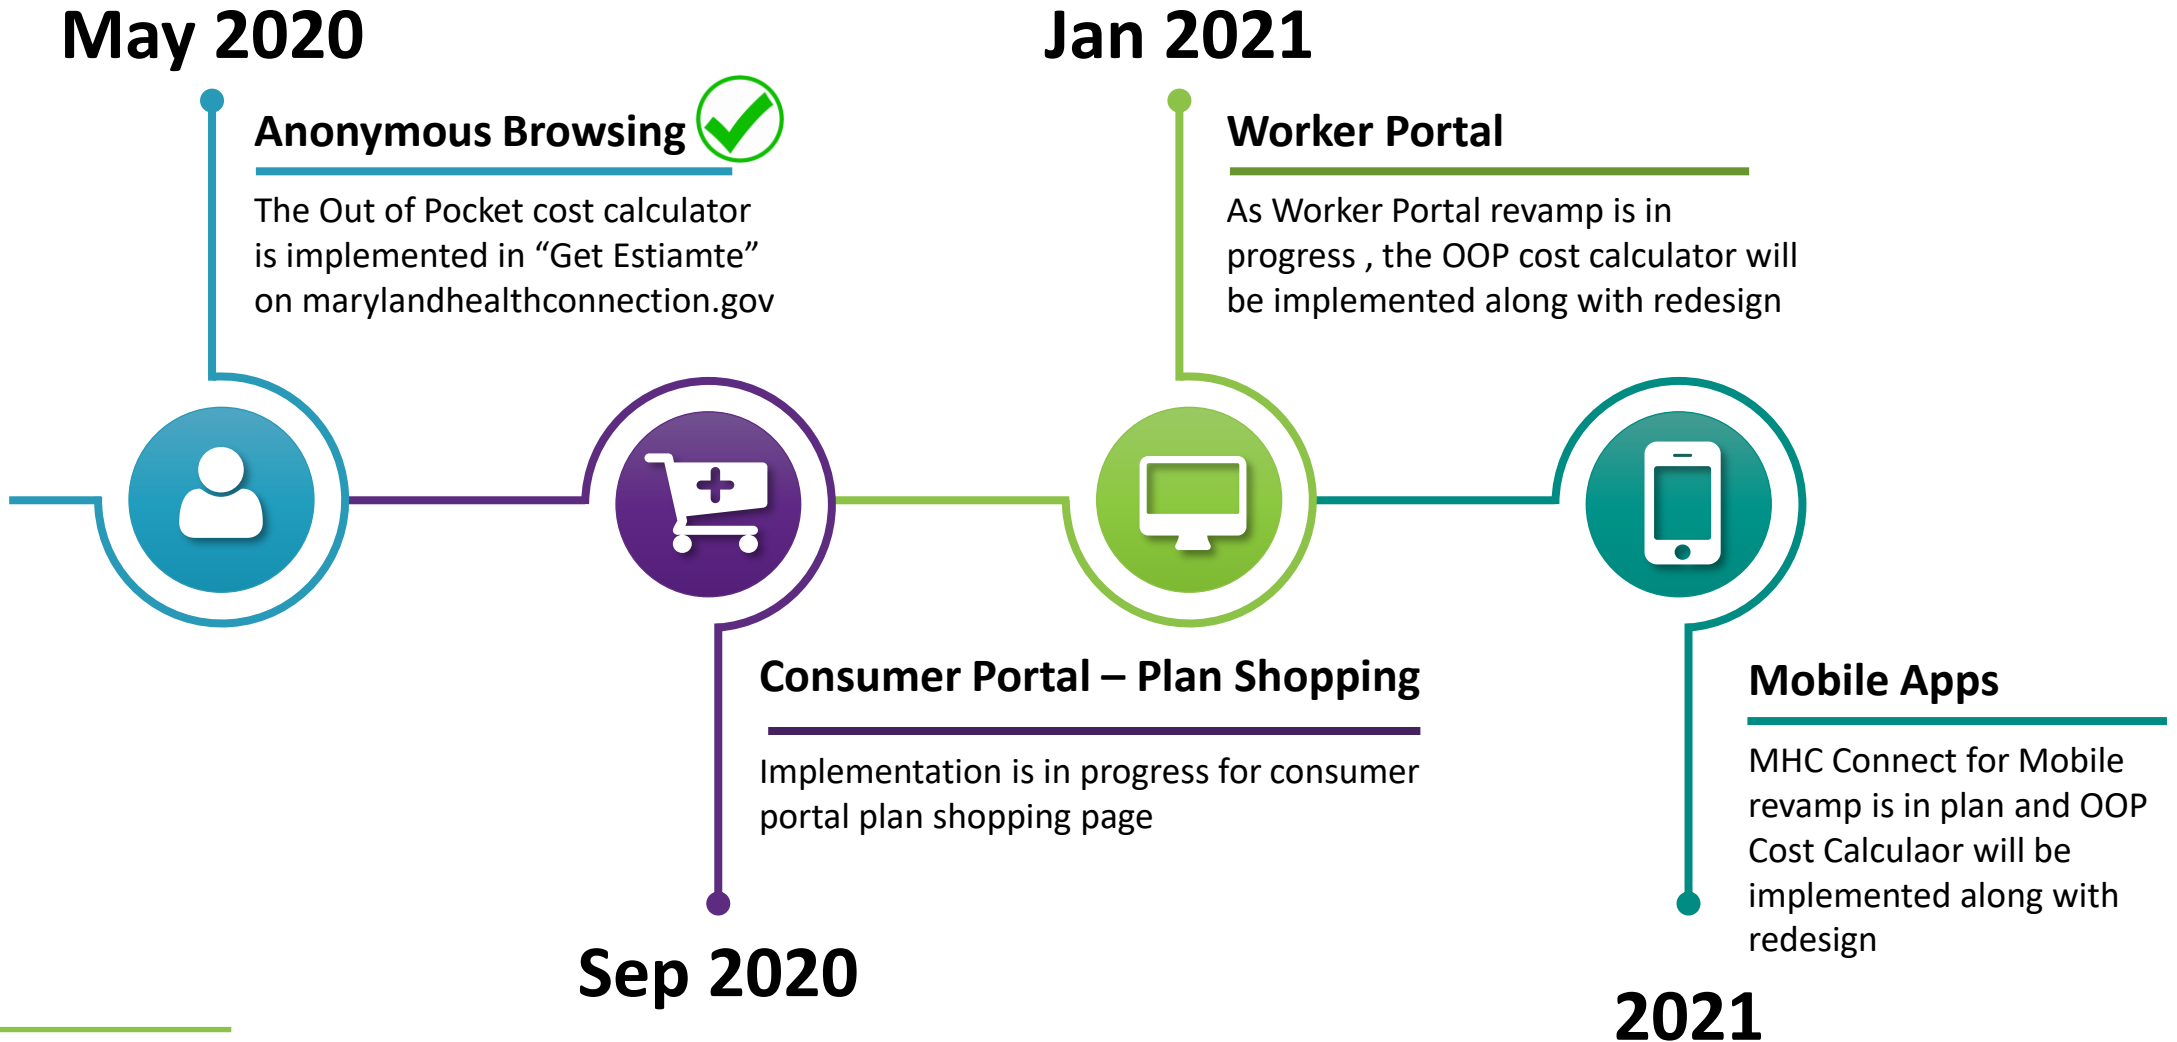 May 2020
Anonymous Browsing
The Out of Pocket cost calculator
is implemented in “Get Estiamte”
on marylandhealthconnection.gov
Jan 2021
Worker Portal
As Worker Portal revamp is in
progress , the OOP cost calculator will
be implemented along with redesign
Consumer Portal – Plan Shopping
Implementation is in progress for consumer
portal plan shopping page
Sep 2020
Mobile Apps
MHC Connect for Mobile
revamp is in plan and OOP
Cost Calculaor will be
implemented along with
redesign
2021